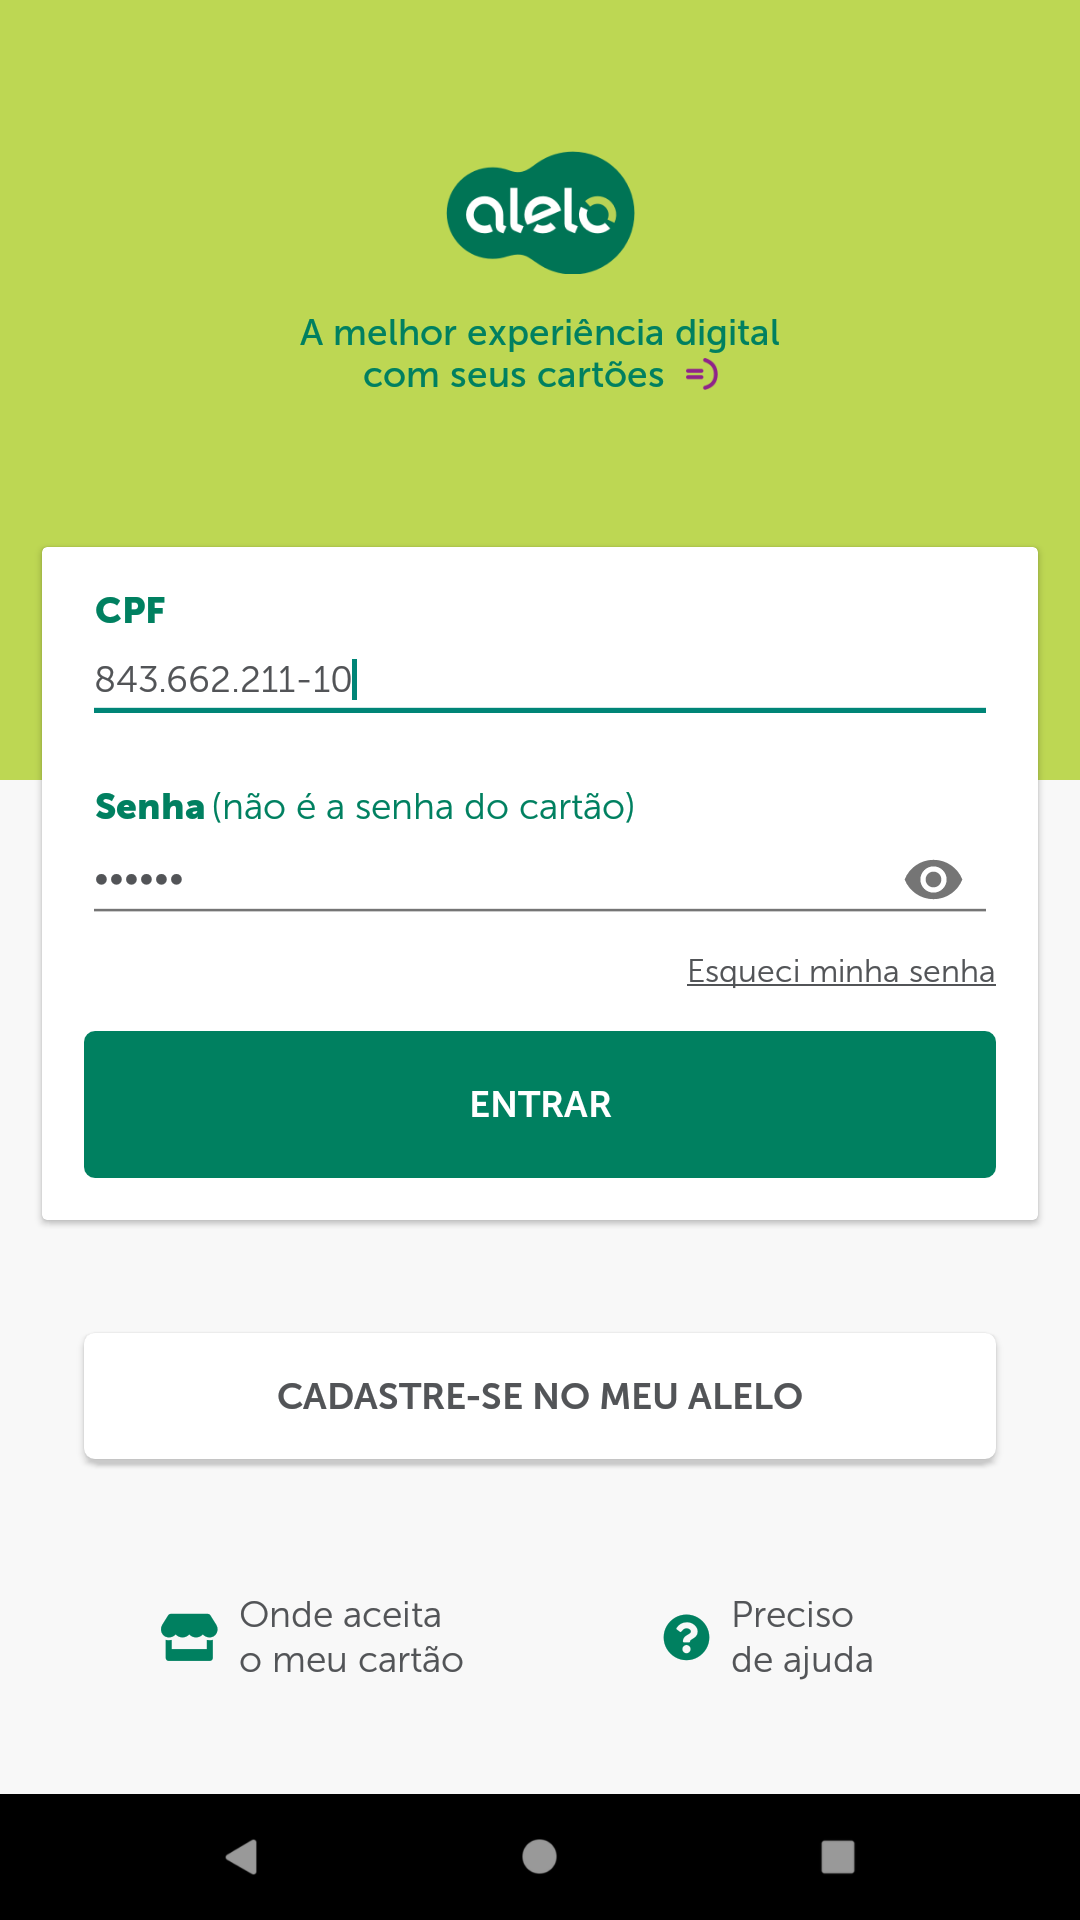 alelo
A melhor experiência digital
com seus cartões =)
CPF
843.662.211-10
Senha (não é a senha do cartão)
••••••
Esqueci minha senha
ENTRAR
CADASTRE-SE NO MEU ALELO
Onde aceita
o meu cartão
Preciso
de ajuda